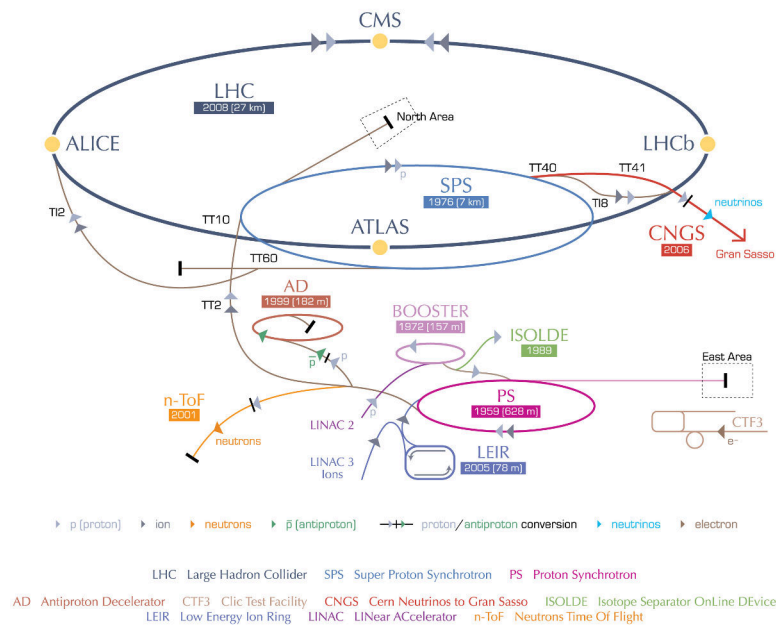 CMS
LHC
2008 (27 km)
North Area
ALICE
LHCb
TT40
TT41
SPS
1976 (7 km)
p
TI8
TI2
TT10
ATLAS
neutrinos
CNGS
2006
Gran Sasso
TT60
AD
1999 (182 m)
TT2
BOOSTER
1972 (157 m)
ISOLDE
1989
p̅
p
East Area
n-ToF
2001
PS
1959 (628 m)
p
LINAC 2
neutrons
CTF3
e-
LINAC 3
Ions
LEIR
2005 (78 m)
p (proton) ion neutrons p̅ (antiproton) proton/antiproton conversion neutrinos electron
LHC Large Hadron Collider SPS Super Proton Synchrotron PS Proton Synchrotron
AD Antiproton Decelerator CTF3 Clic Test Facility CNGS Cern Neutrinos to Gran Sasso ISOLDE Isotope Separator OnLine DEvice
LEIR Low Energy Ion Ring LINAC LINear ACcelerator n-ToF Neutrons Time Of Flight